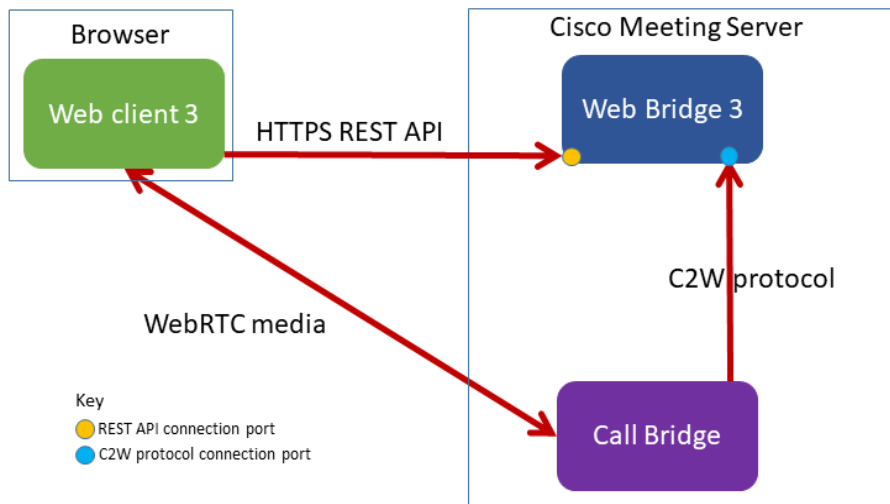 Browser
Cisco Meeting Server
Web client 3
Web Bridge 3
HTTPS REST API
C2W protocol
WebRTC media
Call Bridge
Key
REST API connection port
C2W protocol connection port